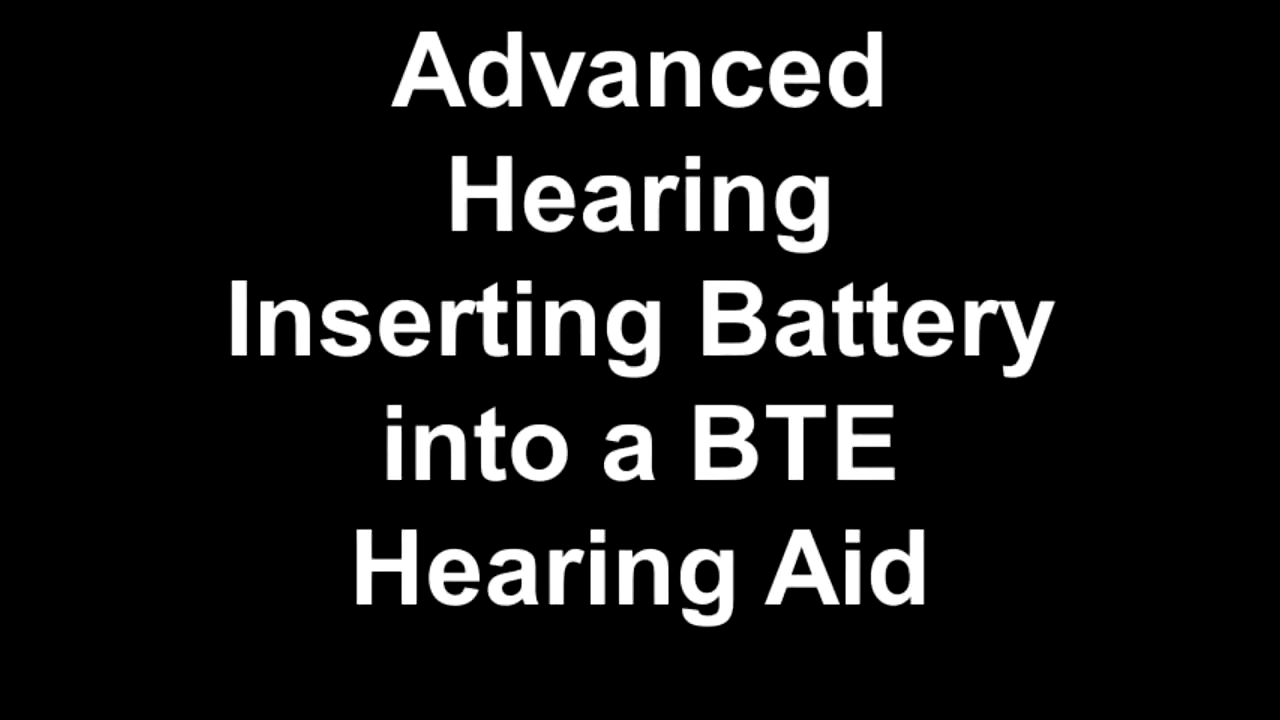 Advanced
Hearing
Inserting Battery
into a BTE
Hearing Aid